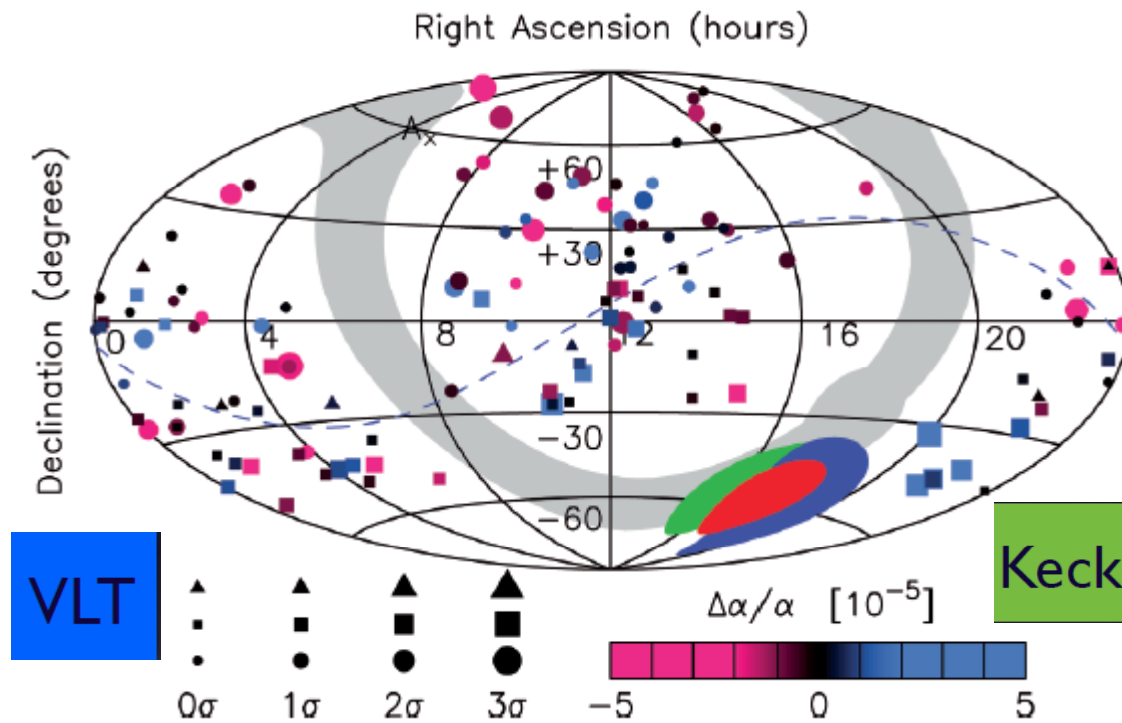 Right Ascension (hours)
Declination (degrees)
A
x
+60
+30
0
4
8
12
16
20
−30
−60
VLT
Keck
Δα/α [10⁻⁵]
0σ 1σ 2σ 3σ
−5 0 5